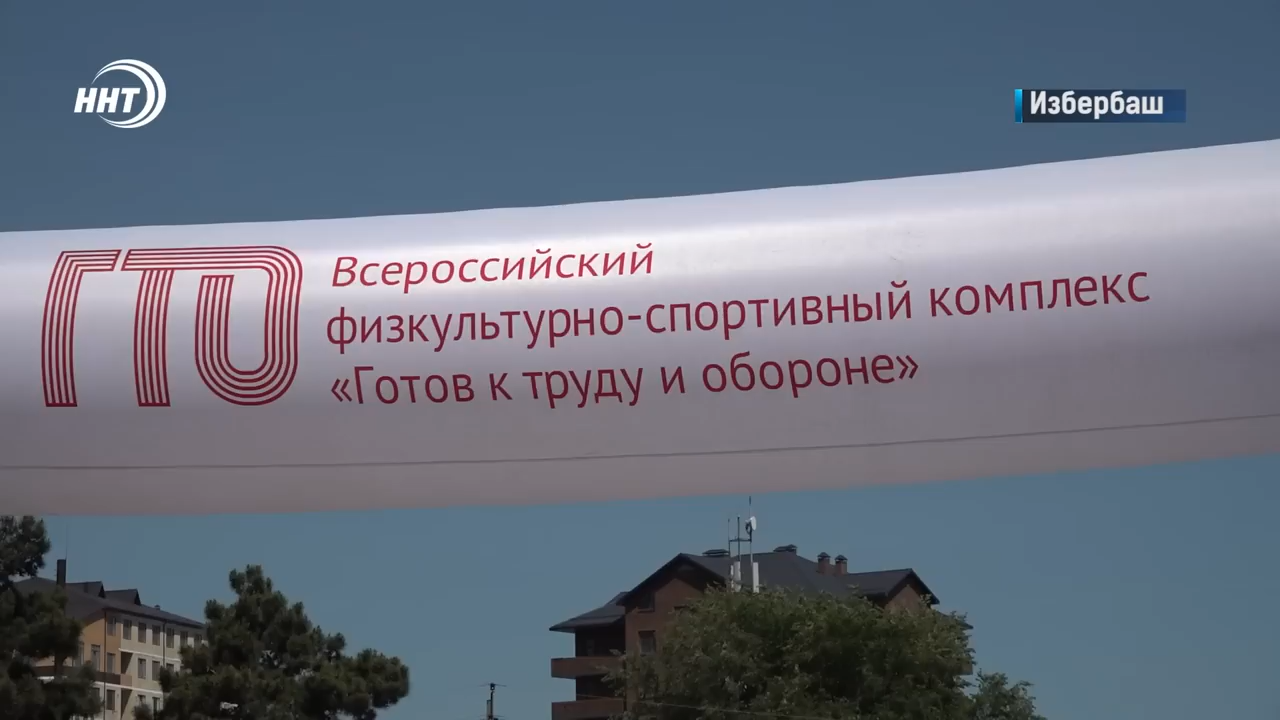 ННТ
Избербаш
ГТО
Всероссийский
физкультурно-спортивный комплекс
«Готов к труду и обороне»